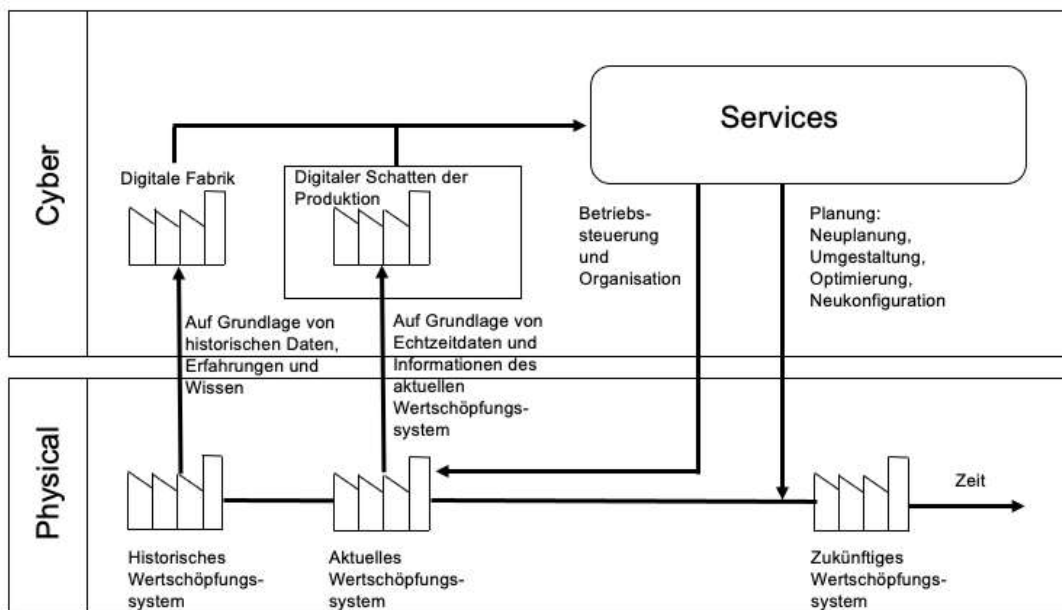 Cyber
Services
Digitale Fabrik
Digitaler Schatten der
Produktion
Betriebs-
steuerung
und
Organisation
Planung:
Neuplanung,
Umgestaltung,
Optimierung,
Neukonfiguration
Auf Grundlage von
historischen Daten,
Erfahrungen und
Wissen
Auf Grundlage von
Echtzeitdaten und
Informationen des
aktuellen
Wertschöpfungs-
system
Physical
Zeit
Historisches
Wertschöpfungs-
system
Aktuelles
Wertschöpfungs-
system
Zukünftiges
Wertschöpfungs-
system